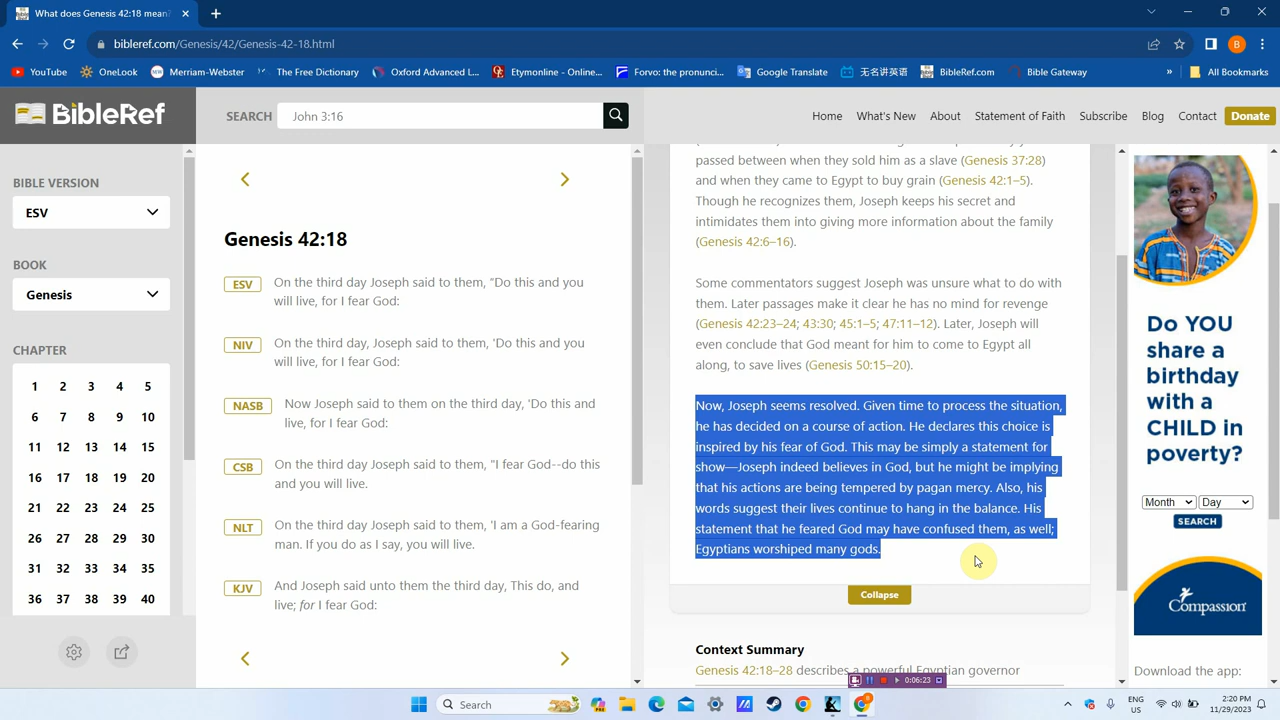 What does Genesis 42:18 mean?
bibleref.com/Genesis/42/Genesis-42-18.html
YouTube
OneLook
Merriam-Webster
The Free Dictionary
Oxford Advanced L...
Etymonline - Online...
Forvo: the pronunci...
Google Translate
无名讲英语
BibleRef.com
Bible Gateway
»
All Bookmarks
BibleRef
SEARCH
John 3:16
Home
What's New
About
Statement of Faith
Subscribe
Blog
Contact
Donate
BIBLE VERSION
ESV
BOOK
Genesis
CHAPTER
1 2 3 4 5
6 7 8 9 10
11 12 13 14 15
16 17 18 19 20
21 22 23 24 25
26 27 28 29 30
31 32 33 34 35
36 37 38 39 40
Genesis 42:18
ESV On the third day Joseph said to them, "Do this and you
will live, for I fear God:
NIV On the third day, Joseph said to them, 'Do this and you
will live, for I fear God:
NASB Now Joseph said to them on the third day, 'Do this and
live, for I fear God:
CSB On the third day Joseph said to them, "I fear God--do this
and you will live.
NLT On the third day Joseph said to them, 'I am a God-fearing
man. If you do as I say, you will live.
KJV And Joseph said unto them the third day, This do, and
live; for I fear God:
passed between when they sold him as a slave (Genesis 37:28)
and when they came to Egypt to buy grain (Genesis 42:1–5).
Though he recognizes them, Joseph keeps his secret and
intimidates them into giving more information about the family
(Genesis 42:6–16).
Some commentators suggest Joseph was unsure what to do with
them. Later passages make it clear he has no mind for revenge
(Genesis 42:23–24; 43:30; 45:1–5; 47:11–12). Later, Joseph will
even conclude that God meant for him to come to Egypt all
along, to save lives (Genesis 50:15–20).
Now, Joseph seems resolved. Given time to process the situation,
he has decided on a course of action. He declares this choice is
inspired by his fear of God. This may be simply a statement for
show—Joseph indeed believes in God, but he might be implying
that his actions are being tempered by pagan mercy. Also, his
words suggest their lives continue to hang in the balance. His
statement that he feared God may have confused them, as well;
Egyptians worshiped many gods.
Collapse
Context Summary
Genesis 42:18–28 describes a powerful Egyptian governor
0:06:23
Do YOU
share a
birthday
with a
CHILD in
poverty?
Month
Day
SEARCH
Compassion
Download the app:
Search
ENG
US
2:20 PM
11/29/2023